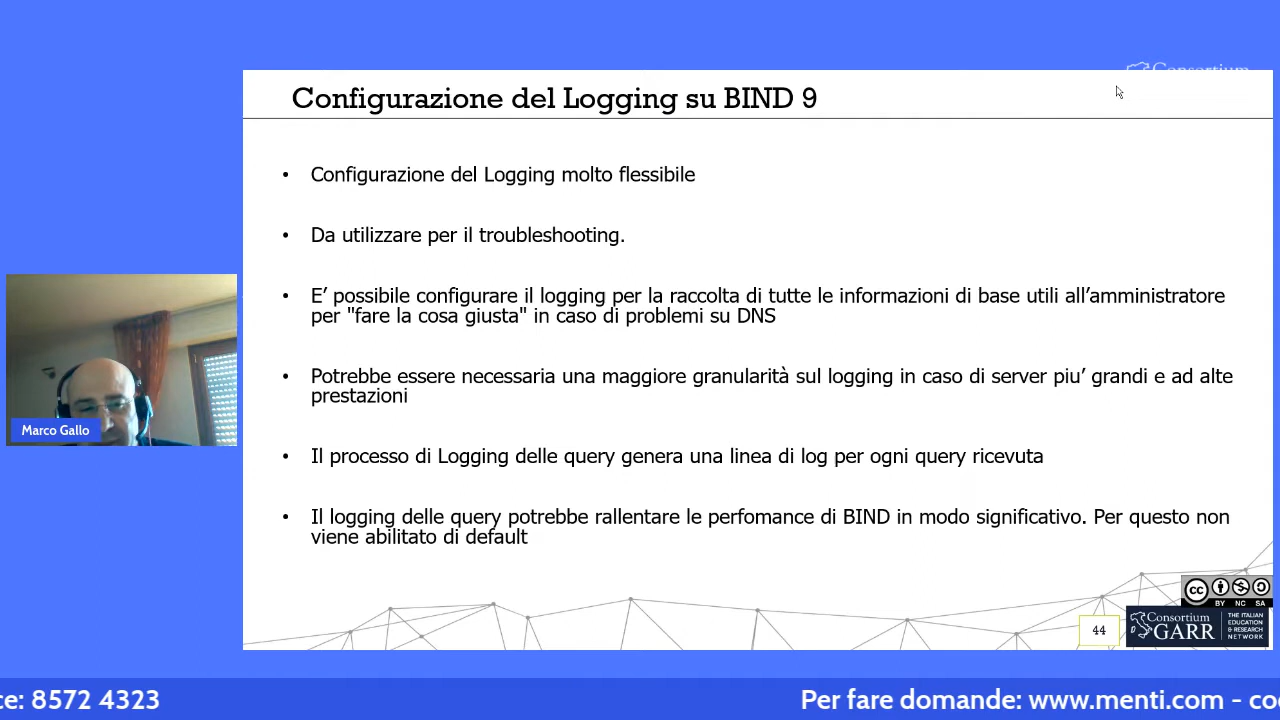 Consortium
Configurazione del Logging su BIND 9
• Configurazione del Logging molto flessibile
• Da utilizzare per il troubleshooting.
• E’ possibile configurare il logging per la raccolta di tutte le informazioni di base utili all’amministratore
per "fare la cosa giusta" in caso di problemi su DNS
• Potrebbe essere necessaria una maggiore granularità sul logging in caso di server piu’ grandi e ad alte
prestazioni
• Il processo di Logging delle query genera una linea di log per ogni query ricevuta
• Il logging delle query potrebbe rallentare le perfomance di BIND in modo significativo. Per questo non
viene abilitato di default
Marco Gallo
cc
BY NC SA
44
Consortium
GARR
THE ITALIAN
EDUCATION
& RESEARCH
NETWORK
ce: 8572 4323
Per fare domande: www.menti.com - co